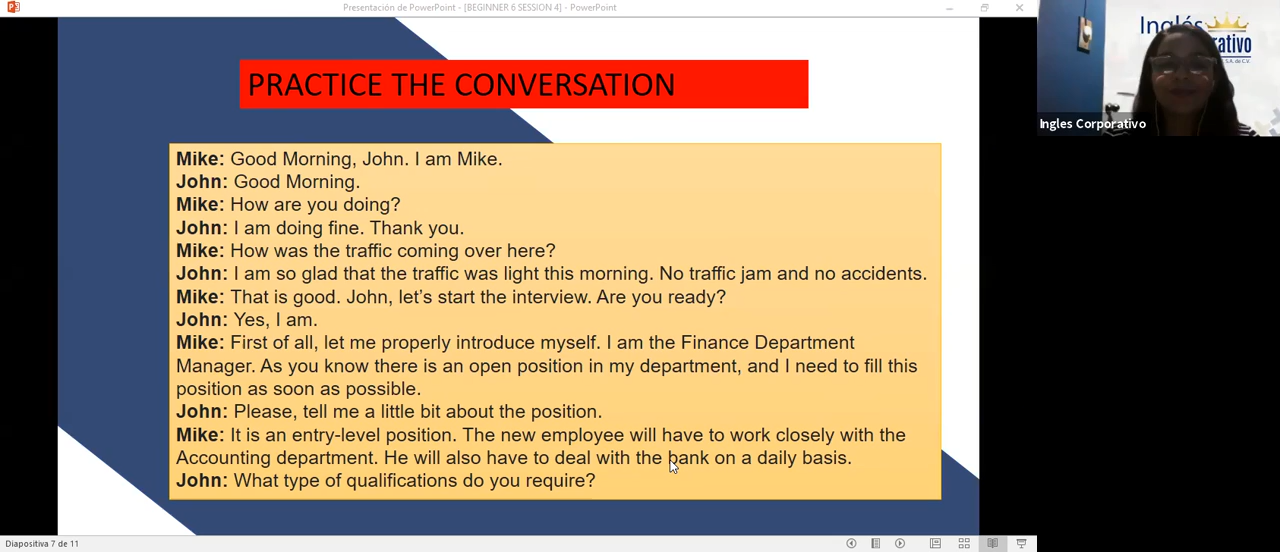 Presentación de PowerPoint - [BEGINNER 6 SESSION 4] - PowerPoint
PRACTICE THE CONVERSATION
Mike: Good Morning, John. I am Mike.
John: Good Morning.
Mike: How are you doing?
John: I am doing fine. Thank you.
Mike: How was the traffic coming over here?
John: I am so glad that the traffic was light this morning. No traffic jam and no accidents.
Mike: That is good. John, let's start the interview. Are you ready?
John: Yes, I am.
Mike: First of all, let me properly introduce myself. I am the Finance Department
Manager. As you know there is an open position in my department, and I need to fill this
position as soon as possible.
John: Please, tell me a little bit about the position.
Mike: It is an entry-level position. The new employee will have to work closely with the
Accounting department. He will also have to deal with the bank on a daily basis.
John: What type of qualifications do you require?
Diapositiva 7 de 11
Inglés
S.A. de C.V.
Ingles Corporativo